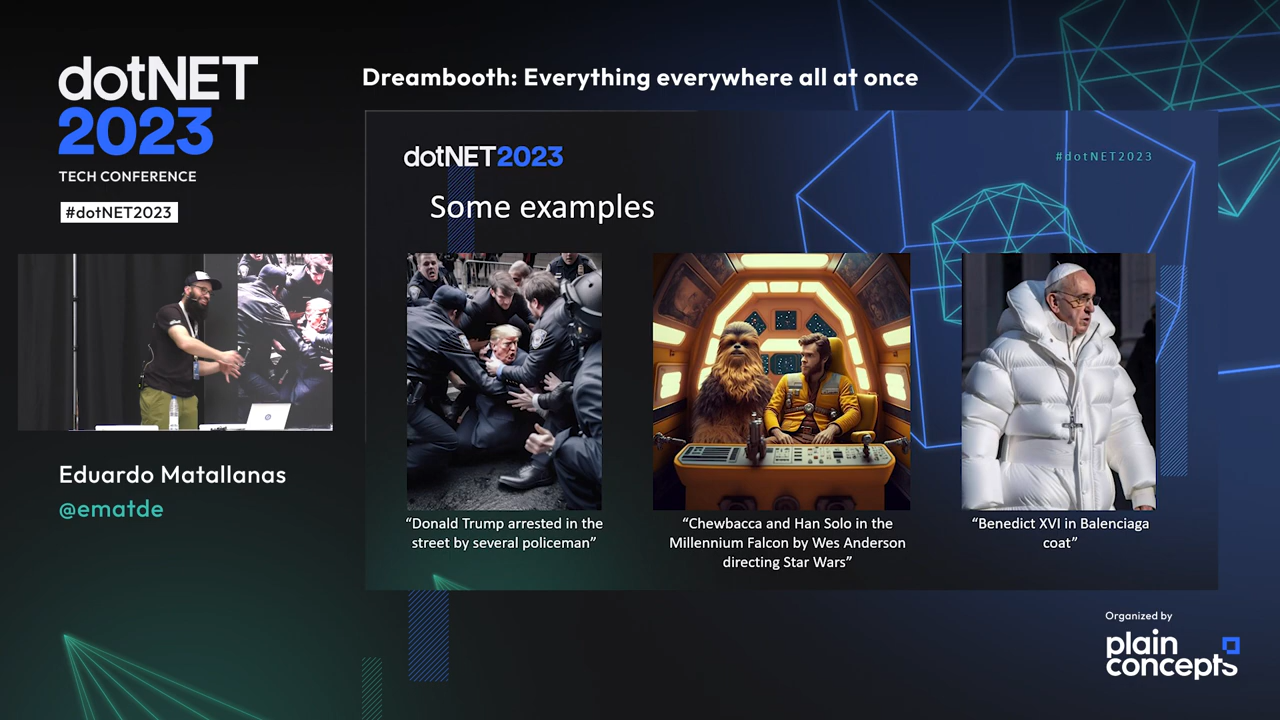 dotNET
2023
TECH CONFERENCE
#dotNET2023
Dreambooth: Everything everywhere all at once
dotNET2023
#dotNET2023
Some examples
“Donald Trump arrested in the
street by several policeman”
“Chewbacca and Han Solo in the
Millennium Falcon by Wes Anderson
directing Star Wars”
“Benedict XVI in Balenciaga
coat”
Eduardo Matallanas
@ematde
Organized by
plain
concepts